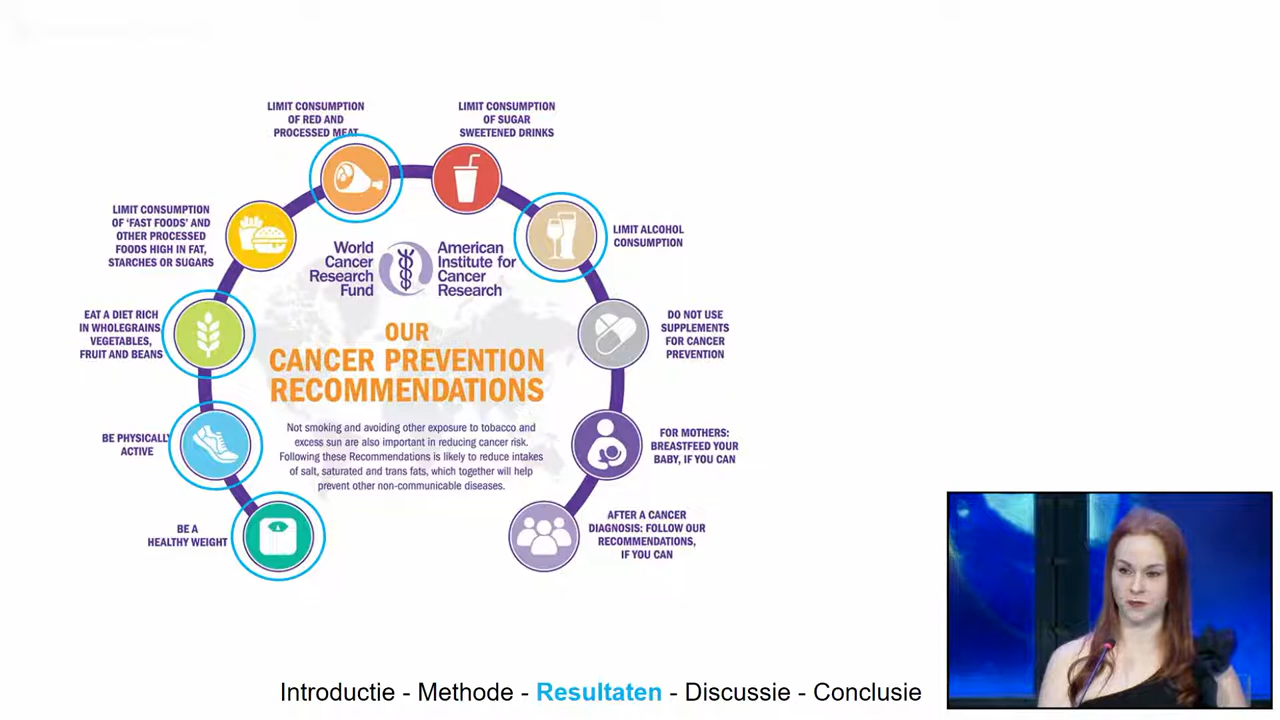 LIMIT CONSUMPTION
OF RED AND
PROCESSED MEAT
LIMIT CONSUMPTION
OF SUGAR
SWEETENED DRINKS
LIMIT CONSUMPTION
OF 'FAST FOODS' AND
OTHER PROCESSED
FOODS HIGH IN FAT,
STARCHES OR SUGARS
LIMIT ALCOHOL
CONSUMPTION
World
Cancer
Research
Fund
American
Institute for
Cancer
Research
EAT A DIET RICH
IN WHOLEGRAINS,
VEGETABLES,
FRUIT AND BEANS
OUR
CANCER PREVENTION
RECOMMENDATIONS
DO NOT USE
SUPPLEMENTS
FOR CANCER
PREVENTION
Not smoking and avoiding other exposure to tobacco and
excess sun are also important in reducing cancer risk.
Following these Recommendations is likely to reduce intakes
of salt, saturated and trans fats, which together will help
prevent other non-communicable diseases.
BE PHYSICALLY
ACTIVE
FOR MOTHERS:
BREASTFEED YOUR
BABY, IF YOU CAN
BE A
HEALTHY WEIGHT
AFTER A CANCER
DIAGNOSIS: FOLLOW OUR
RECOMMENDATIONS,
IF YOU CAN
Introductie - Methode - Resultaten - Discussie - Conclusie